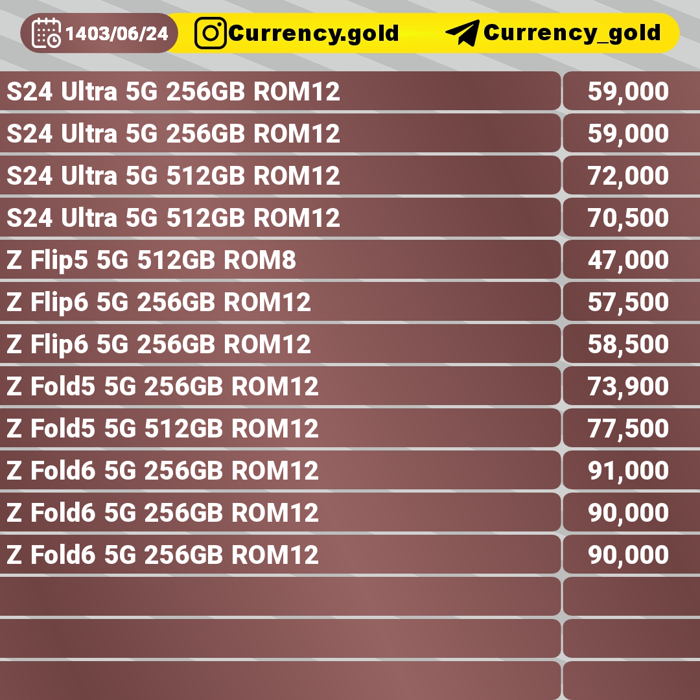 1403/06/24 Currency.gold Currency_gold
S24 Ultra 5G 256GB ROM12 59,000
S24 Ultra 5G 256GB ROM12 59,000
S24 Ultra 5G 512GB ROM12 72,000
S24 Ultra 5G 512GB ROM12 70,500
Z Flip5 5G 512GB ROM8 47,000
Z Flip6 5G 256GB ROM12 57,500
Z Flip6 5G 256GB ROM12 58,500
Z Fold5 5G 256GB ROM12 73,900
Z Fold5 5G 512GB ROM12 77,500
Z Fold6 5G 256GB ROM12 91,000
Z Fold6 5G 256GB ROM12 90,000
Z Fold6 5G 256GB ROM12 90,000